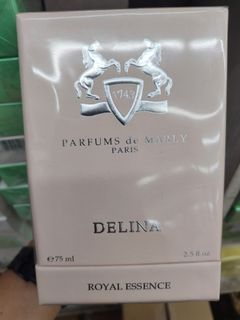 1743
PARFUMS de MARLY
PARIS
DELINA
e75 ml 2.5 fl.oz
ROYAL ESSENCE